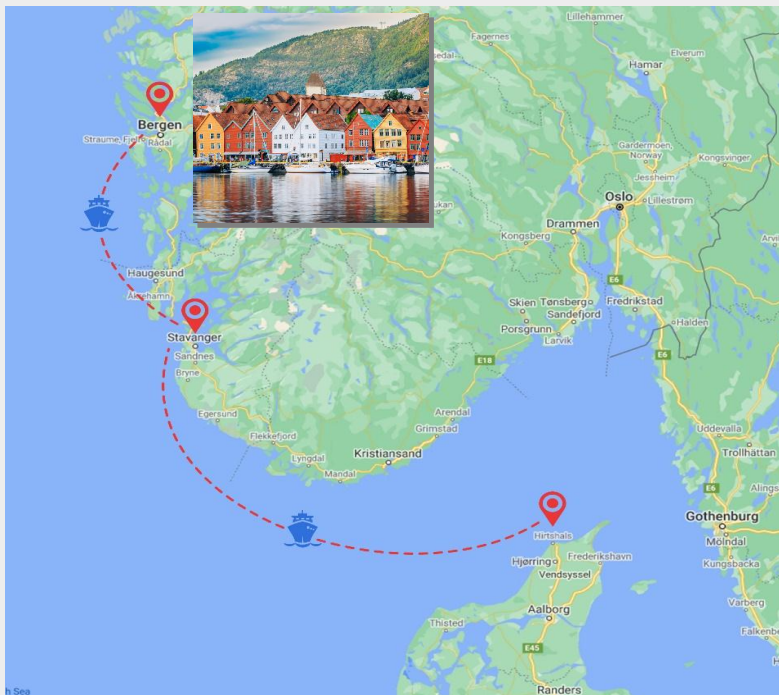 Lillehammer
Fagernes
Elverum
Hamar
Bergen
Straume, Fjell
Rådal
Gardermoen,
Norway
Kongsvinger
Jessheim
Oslo
Lillestrøm
Drammen
Kongsberg
Haugesund
Åkrehamn
E6
Skien
Tønsberg
Fredrikstad
Sandefjord
Porsgrunn
Larvik
Halden
Stavanger
Sandnes
E6
E18
Bryne
Egersund
Arendal
Grimstad
Flekkefjord
Uddevalla
Trollhättan
Lyngdal
Kristiansand
Mandal
E6
Gothenburg
Hirtshals
Mölndal
Hjørring
Frederikshavn
Kungsbacka
Vendsyssel
Varberg
Aalborg
Thisted
E45
Randers